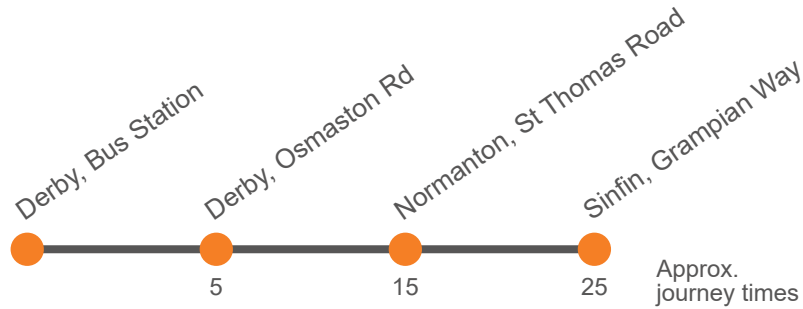 Derby, Bus Station
Derby, Osmaston Rd
Normanton, St Thomas Road
Sinfin, Grampian Way
5
15
25
Approx.
journey times